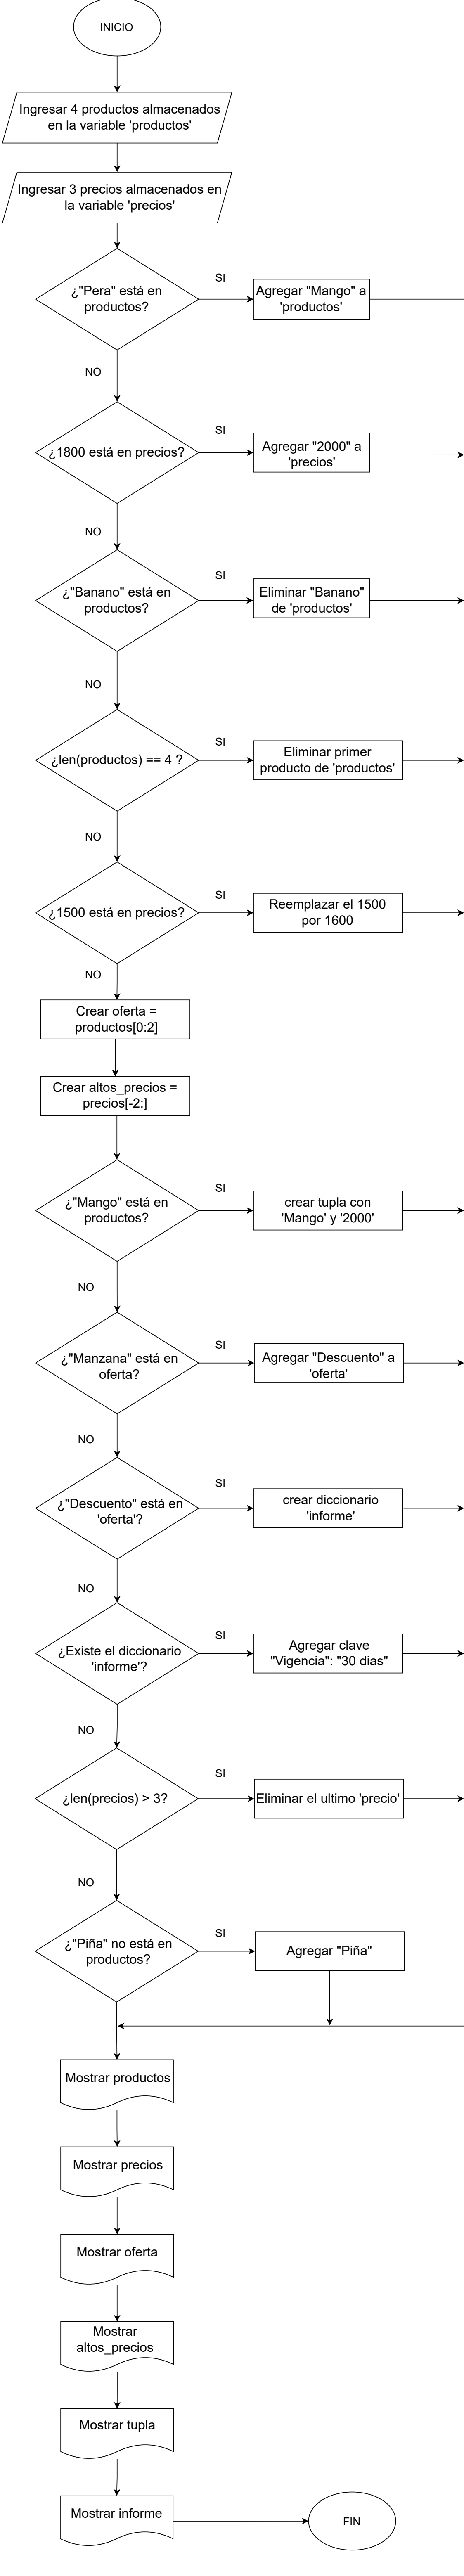 INICIO
Ingresar 4 productos almacenados
en la variable 'productos'
Ingresar 3 precios almacenados en
la variable 'precios'
¿"Pera" está en
productos?
SI
Agregar "Mango" a
'productos'
NO
¿1800 está en precios?
SI
Agregar "2000" a
'precios'
NO
¿"Banano" está en
productos?
SI
Eliminar "Banano"
de 'productos'
NO
¿len(productos) == 4 ?
SI
Eliminar primer
producto de 'productos'
NO
¿1500 está en precios?
SI
Reemplazar el 1500
por 1600
NO
Crear oferta =
productos[0:2]
Crear altos_precios =
precios[-2:]
¿"Mango" está en
productos?
SI
crear tupla con
'Mango' y '2000'
NO
¿"Manzana" está en
oferta?
SI
Agregar "Descuento" a
'oferta'
NO
¿"Descuento" está en
'oferta'?
SI
crear diccionario
'informe'
NO
¿Existe el diccionario
'informe'?
SI
Agregar clave
"Vigencia": "30 dias"
NO
¿len(precios) > 3?
SI
Eliminar el ultimo 'precio'
NO
¿"Piña" no está en
productos?
SI
Agregar "Piña"
Mostrar productos
Mostrar precios
Mostrar oferta
Mostrar
altos_precios
Mostrar tupla
Mostrar informe
FIN